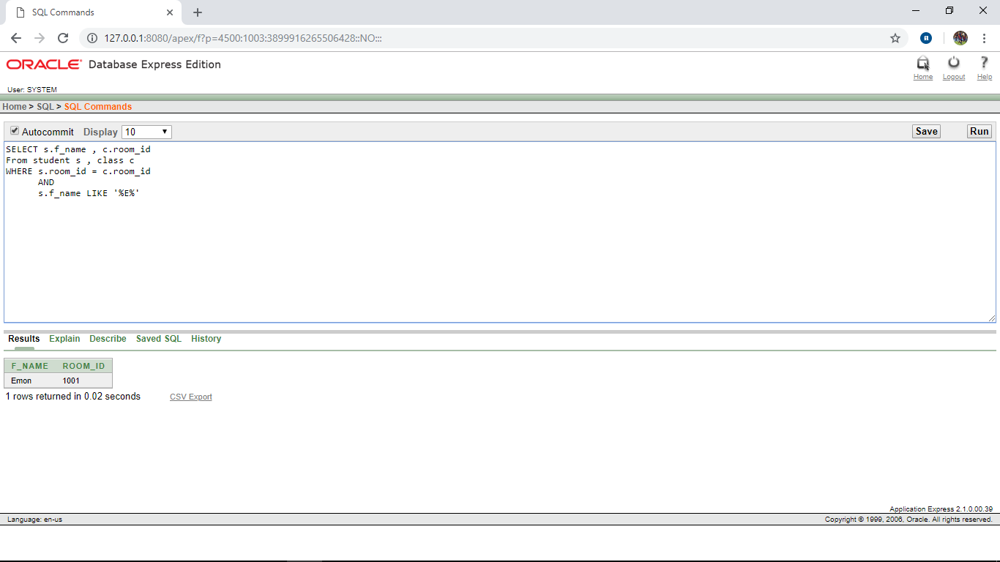 SQL Commands
127.0.0.1:8080/apex/f?p=4500:1003:3899916265506428::NO:::
ORACLE Database Express Edition
Home Logout Help
User: SYSTEM
Home > SQL > SQL Commands
Autocommit Display 10 Save Run
SELECT s.f_name , c.room_id
From student s , class c
WHERE s.room_id = c.room_id
AND
s.f_name LIKE '%E%'
Results Explain Describe Saved SQL History
F_NAME ROOM_ID
Emon 1001
1 rows returned in 0.02 seconds CSV Export
Application Express 2.1.0.00.39
Language: en-us Copyright © 1999, 2006, Oracle. All rights reserved.